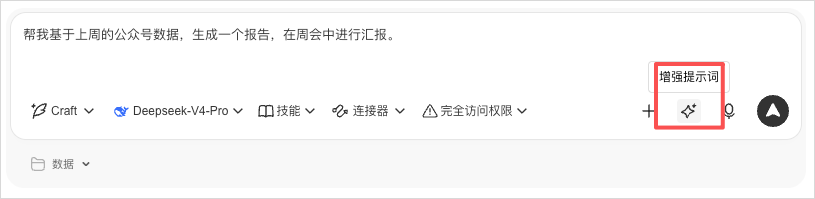 帮我基于上周的公众号数据，生成一个报告，在周会中进行汇报。
增强提示词
Craft Deepseek-V4-Pro 技能 连接器 完全访问权限
数据